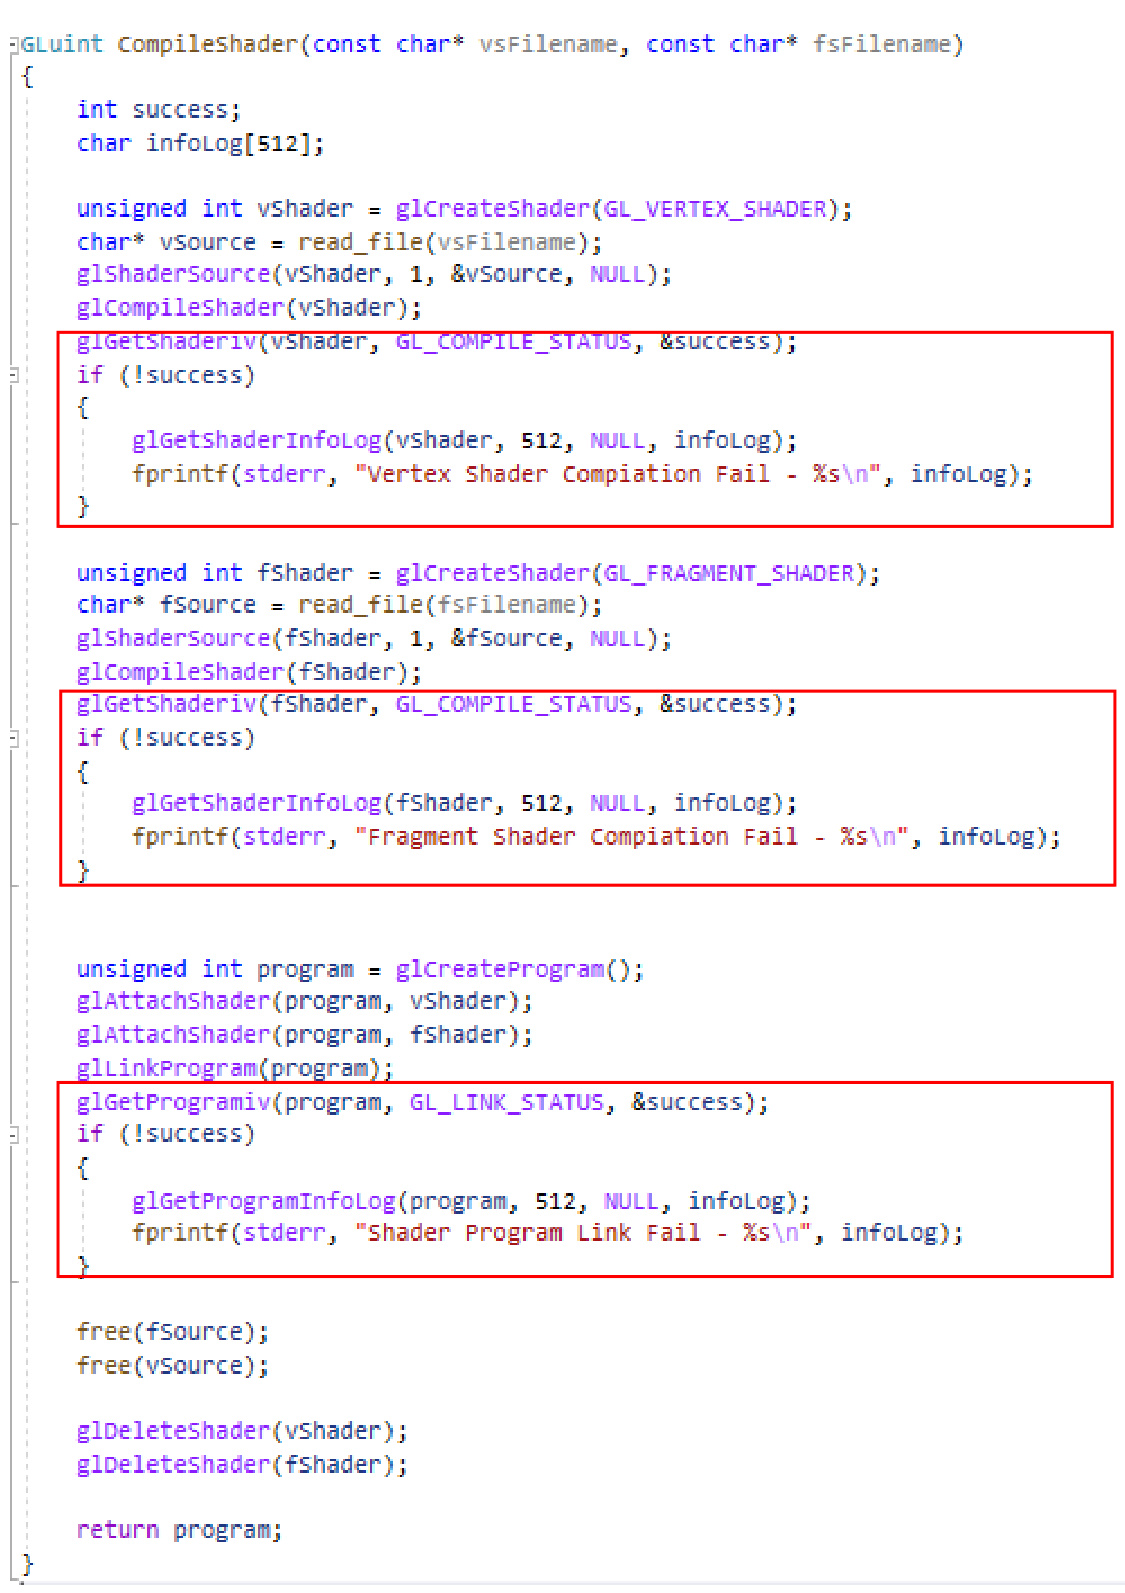 GLuint CompileShader(const char* vsFilename, const char* fsFilename)
{
    int success;
    char infoLog[512];

    unsigned int vShader = glCreateShader(GL_VERTEX_SHADER);
    char* vSource = read_file(vsFilename);
    glShaderSource(vShader, 1, &vSource, NULL);
    glCompileShader(vShader);
    glGetShaderiv(vShader, GL_COMPILE_STATUS, &success);
    if (!success)
    {
        glGetShaderInfoLog(vShader, 512, NULL, infoLog);
        fprintf(stderr, "Vertex Shader Compiation Fail - %s\n", infoLog);
    }

    unsigned int fShader = glCreateShader(GL_FRAGMENT_SHADER);
    char* fSource = read_file(fsFilename);
    glShaderSource(fShader, 1, &fSource, NULL);
    glCompileShader(fShader);
    glGetShaderiv(fShader, GL_COMPILE_STATUS, &success);
    if (!success)
    {
        glGetShaderInfoLog(fShader, 512, NULL, infoLog);
        fprintf(stderr, "Fragment Shader Compiation Fail - %s\n", infoLog);
    }

    unsigned int program = glCreateProgram();
    glAttachShader(program, vShader);
    glAttachShader(program, fShader);
    glLinkProgram(program);
    glGetProgramiv(program, GL_LINK_STATUS, &success);
    if (!success)
    {
        glGetProgramInfoLog(program, 512, NULL, infoLog);
        fprintf(stderr, "Shader Program Link Fail - %s\n", infoLog);
    }

    free(fSource);
    free(vSource);

    glDeleteShader(vShader);
    glDeleteShader(fShader);

    return program;
}